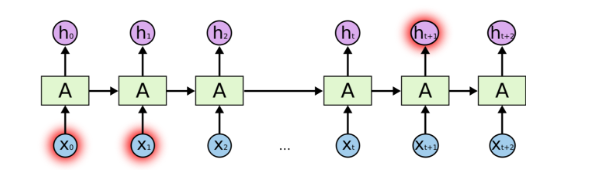 h₀ h₁ h₂ hₜ hₜ₊₁ hₜ₊₂
A A A A A A
x₀ x₁ x₂ ... xₜ xₜ₊₁ xₜ₊₂